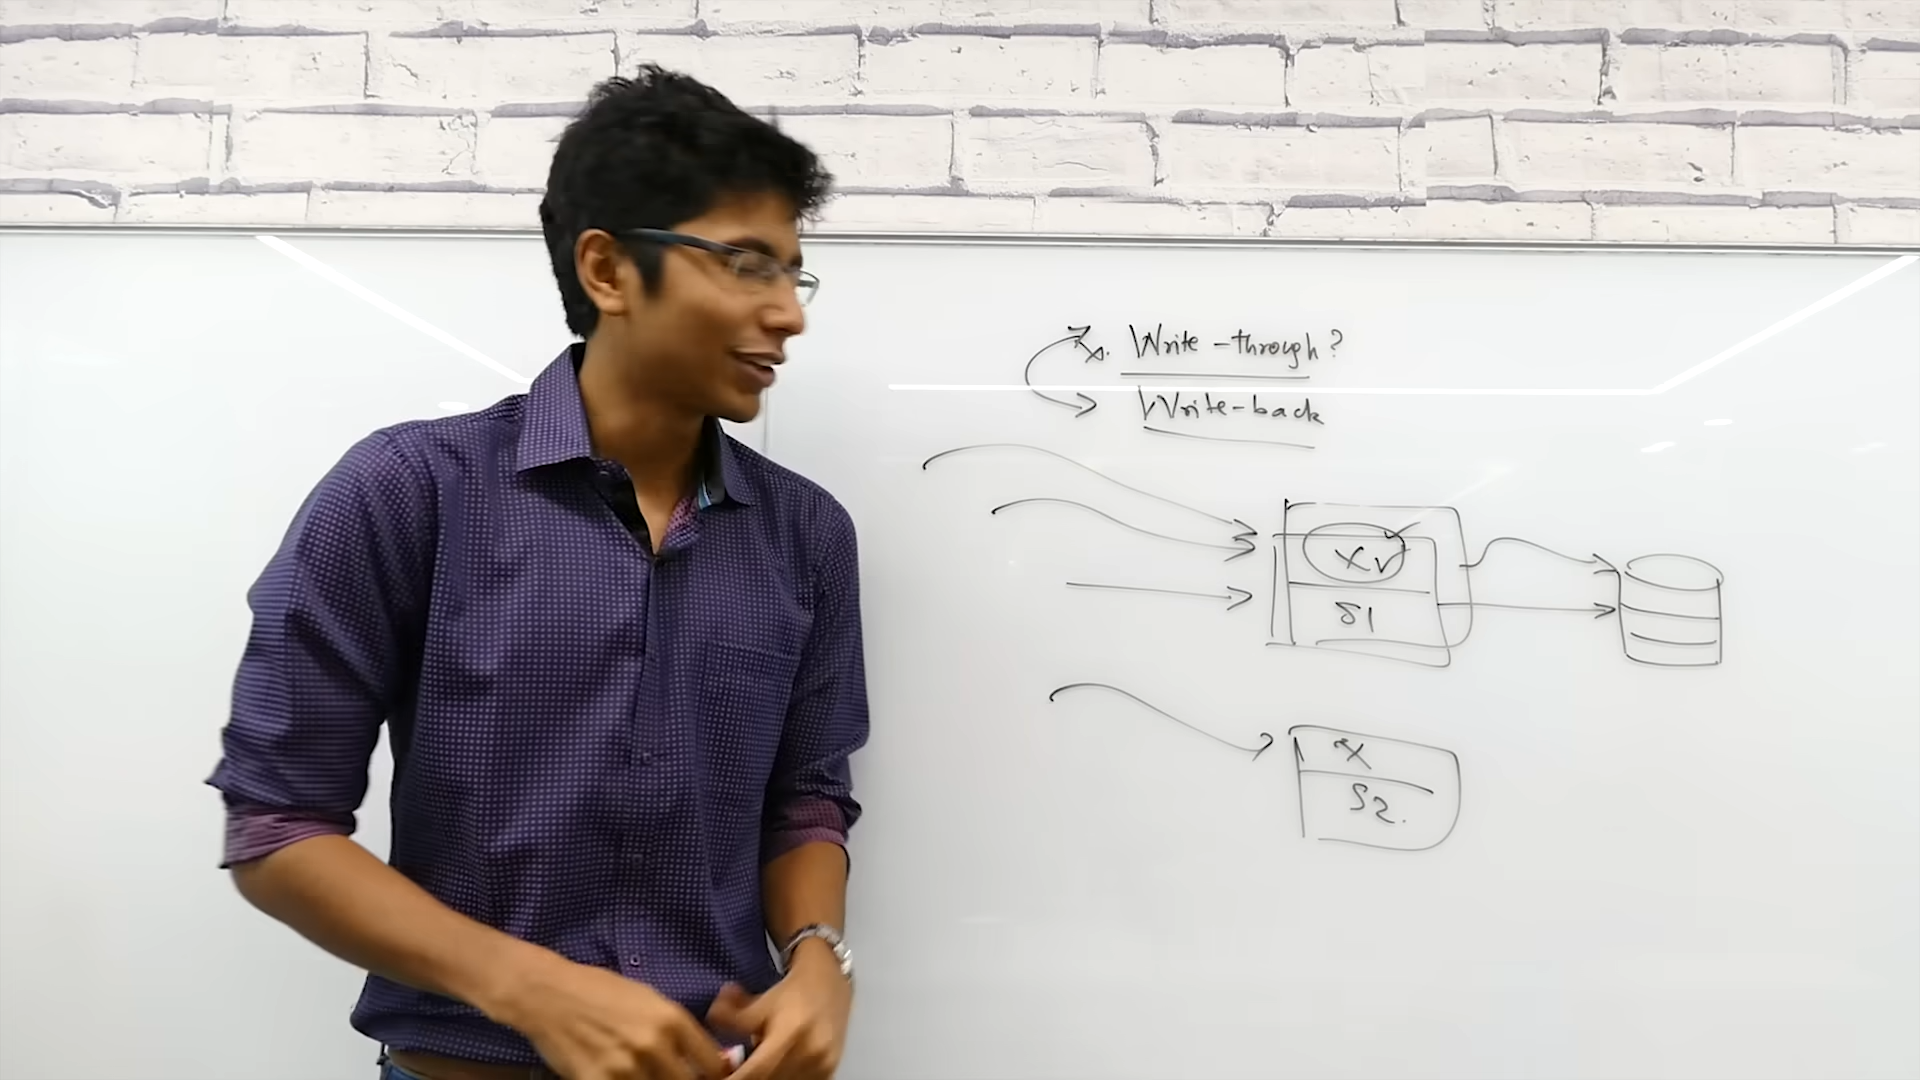 Write-through?
Write-back
X
S1
X
S2.